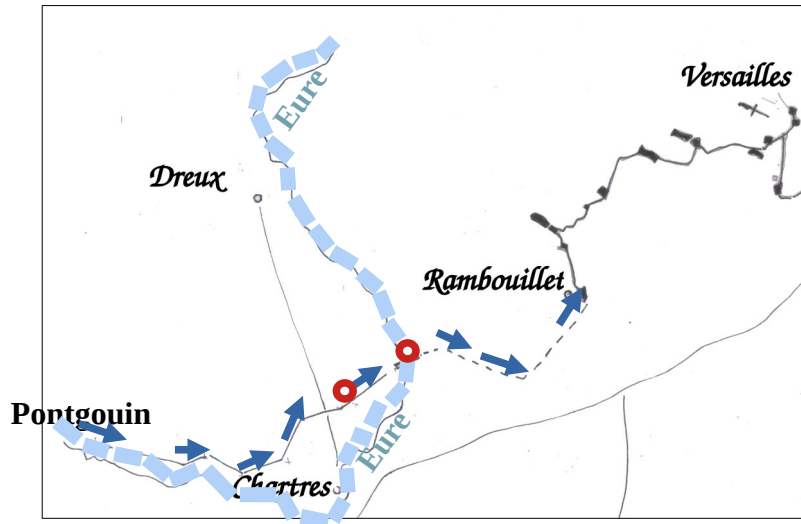 Versailles
Eure
Dreux
Rambouillet
Pontgouin
Eure
Chartres